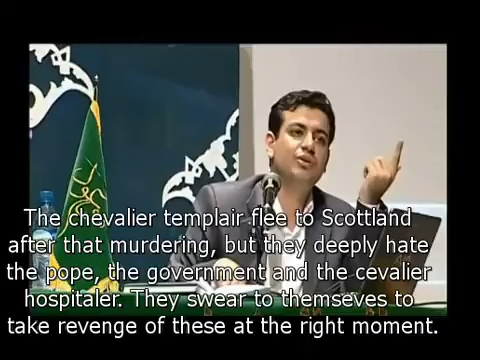 The chevalier templair flee to Scottland
after that murdering, but they deeply hate
the pope, the government and the cevalier
hospitaler. They swear to themseves to
take revenge of these at the right moment.